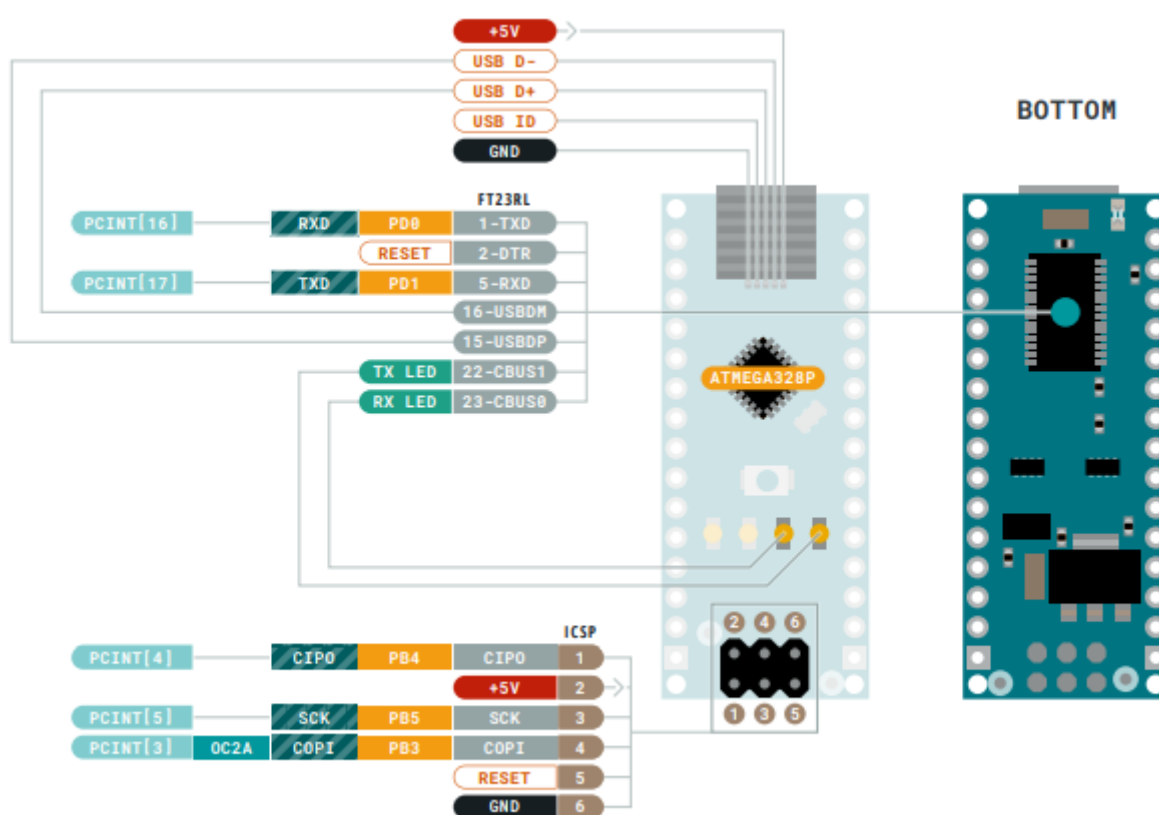 +5V
USB D-
USB D+
USB ID
GND
BOTTOM
FT23RL
PCINT[16] RXD PD0 1-TXD
RESET 2-DTR
PCINT[17] TXD PD1 5-RXD
16-USBDM
15-USBDP
TX LED 22-CBUS1
RX LED 23-CBUS0
ATMEGA328P
ICSP
PCINT[4] CIPO PB4 CIPO 1
+5V 2
PCINT[5] SCK PB5 SCK 3
PCINT[3] OC2A COPI PB3 COPI 4
RESET 5
GND 6
2 4 6
1 3 5